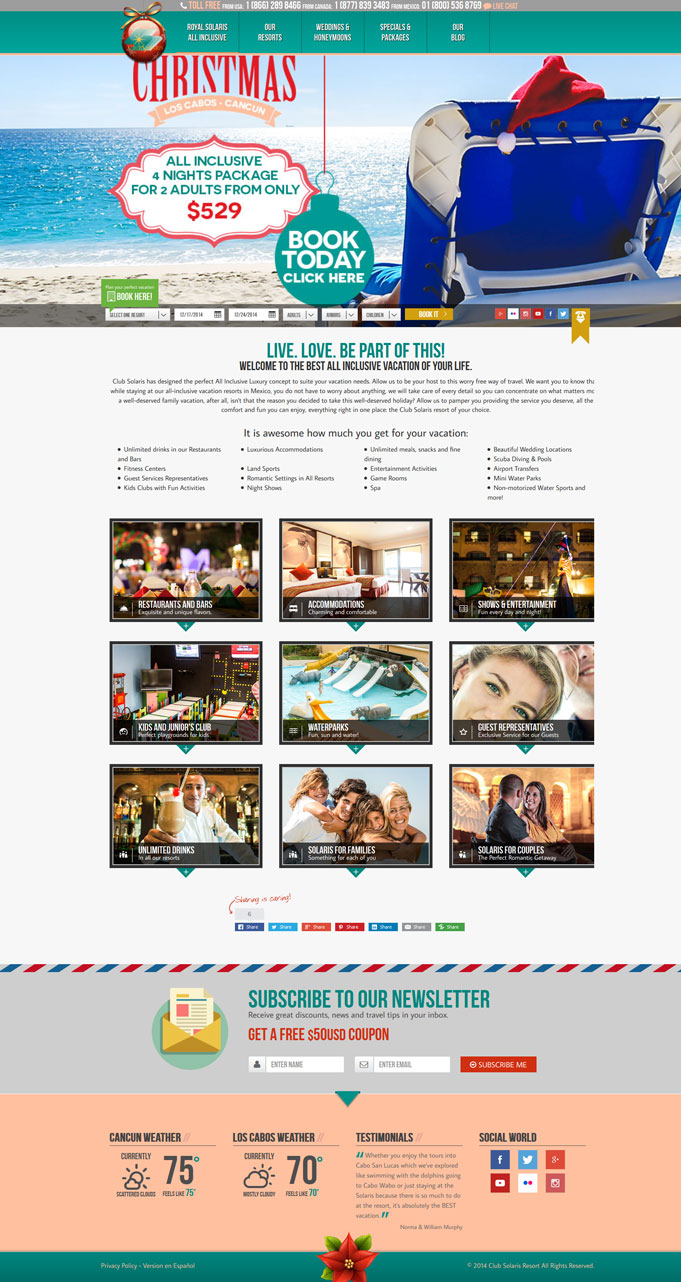 TOLL FREE FROM USA: 1 (866) 289 8466 FROM CANADA: 1 (877) 839 3483 FROM MEXICO: 01 (800) 536 8769 LIVE CHAT
ROYAL SOLARIS ALL INCLUSIVE
OUR RESORTS
WEDDINGS & HONEYMOONS
SPECIALS & PACKAGES
OUR BLOG
CHRISTMAS
LOS CABOS - CANCUN
ALL INCLUSIVE
4 NIGHTS PACKAGE
FOR 2 ADULTS FROM ONLY
$529
BOOK
TODAY
CLICK HERE
Plan your perfect vacation
BOOK HERE!
SELECT ONE RESORT 12/17/2014 12/24/2014 ADULTS JUNIORS CHILDREN BOOK IT
LIVE. LOVE. BE PART OF THIS!
WELCOME TO THE BEST ALL INCLUSIVE VACATION OF YOUR LIFE.
Club Solaris has designed the perfect All Inclusive Luxury concept to suite your vacation needs. Allow us to be your host to this worry free way of travel. We want you to know th
while staying at our all-inclusive vacation resorts in Mexico, you do not have to worry about anything, we will take care of every detail so you can concentrate on what matters mo
a well-deserved family vacation, after all, isn't that the reason you decided to take this well-deserved holiday? Allow us to pamper you providing the service you deserve, all the
comfort and fun you can enjoy, everything right in one place: the Club Solaris resort of your choice.
It is awesome how much you get for your vacation:
Unlimited drinks in our Restaurants and Bars
Fitness Centers
Guest Services Representatives
Kids Clubs with Fun Activities
Luxurious Accommodations
Land Sports
Romantic Settings in All Resorts
Night Shows
Unlimited meals, snacks and fine dining
Entertainment Activities
Game Rooms
Spa
Beautiful Wedding Locations
Scuba Diving & Pools
Airport Transfers
Mini Water Parks
Non-motorized Water Sports and more!
RESTAURANTS AND BARS
Exquisite and unique flavors.
ACCOMMODATIONS
Charming and comfortable
SHOWS & ENTERTAINMENT
Fun every day and night!
KIDS AND JUNIOR'S CLUB
Perfect playgrounds for kids.
WATERPARKS
Fun, sun and water!
GUEST REPRESENTATIVES
Exclusive Service for our Guests
UNLIMITED DRINKS
In all our resorts
SOLARIS FOR FAMILIES
Something for each of you
SOLARIS FOR COUPLES
The Perfect Romantic Getaway
Sharing is caring!
Share Share Share Share Share Share Share
SUBSCRIBE TO OUR NEWSLETTER
Receive great discounts, news and travel tips in your inbox.
GET A FREE $50USD COUPON
ENTER NAME ENTER EMAIL SUBSCRIBE ME
CANCUN WEATHER //
CURRENTLY
75°
SCATTERED CLOUDS
FEELS LIKE 75°
LOS CABOS WEATHER //
CURRENTLY
70°
MOSTLY CLOUDY
FEELS LIKE 70°
TESTIMONIALS //
Whether you enjoy the tours into
Cabo San Lucas which we've explored
like swimming with the dolphins going
to Cabo Wabo or just staying at the
Solaris because there is so much to do
at the resort, it's absolutely the BEST
vacation.
Norma & William Murphy
SOCIAL WORLD
Privacy Policy - Version en Español
© 2014 Club Solaris Resort All Rights Reserved.